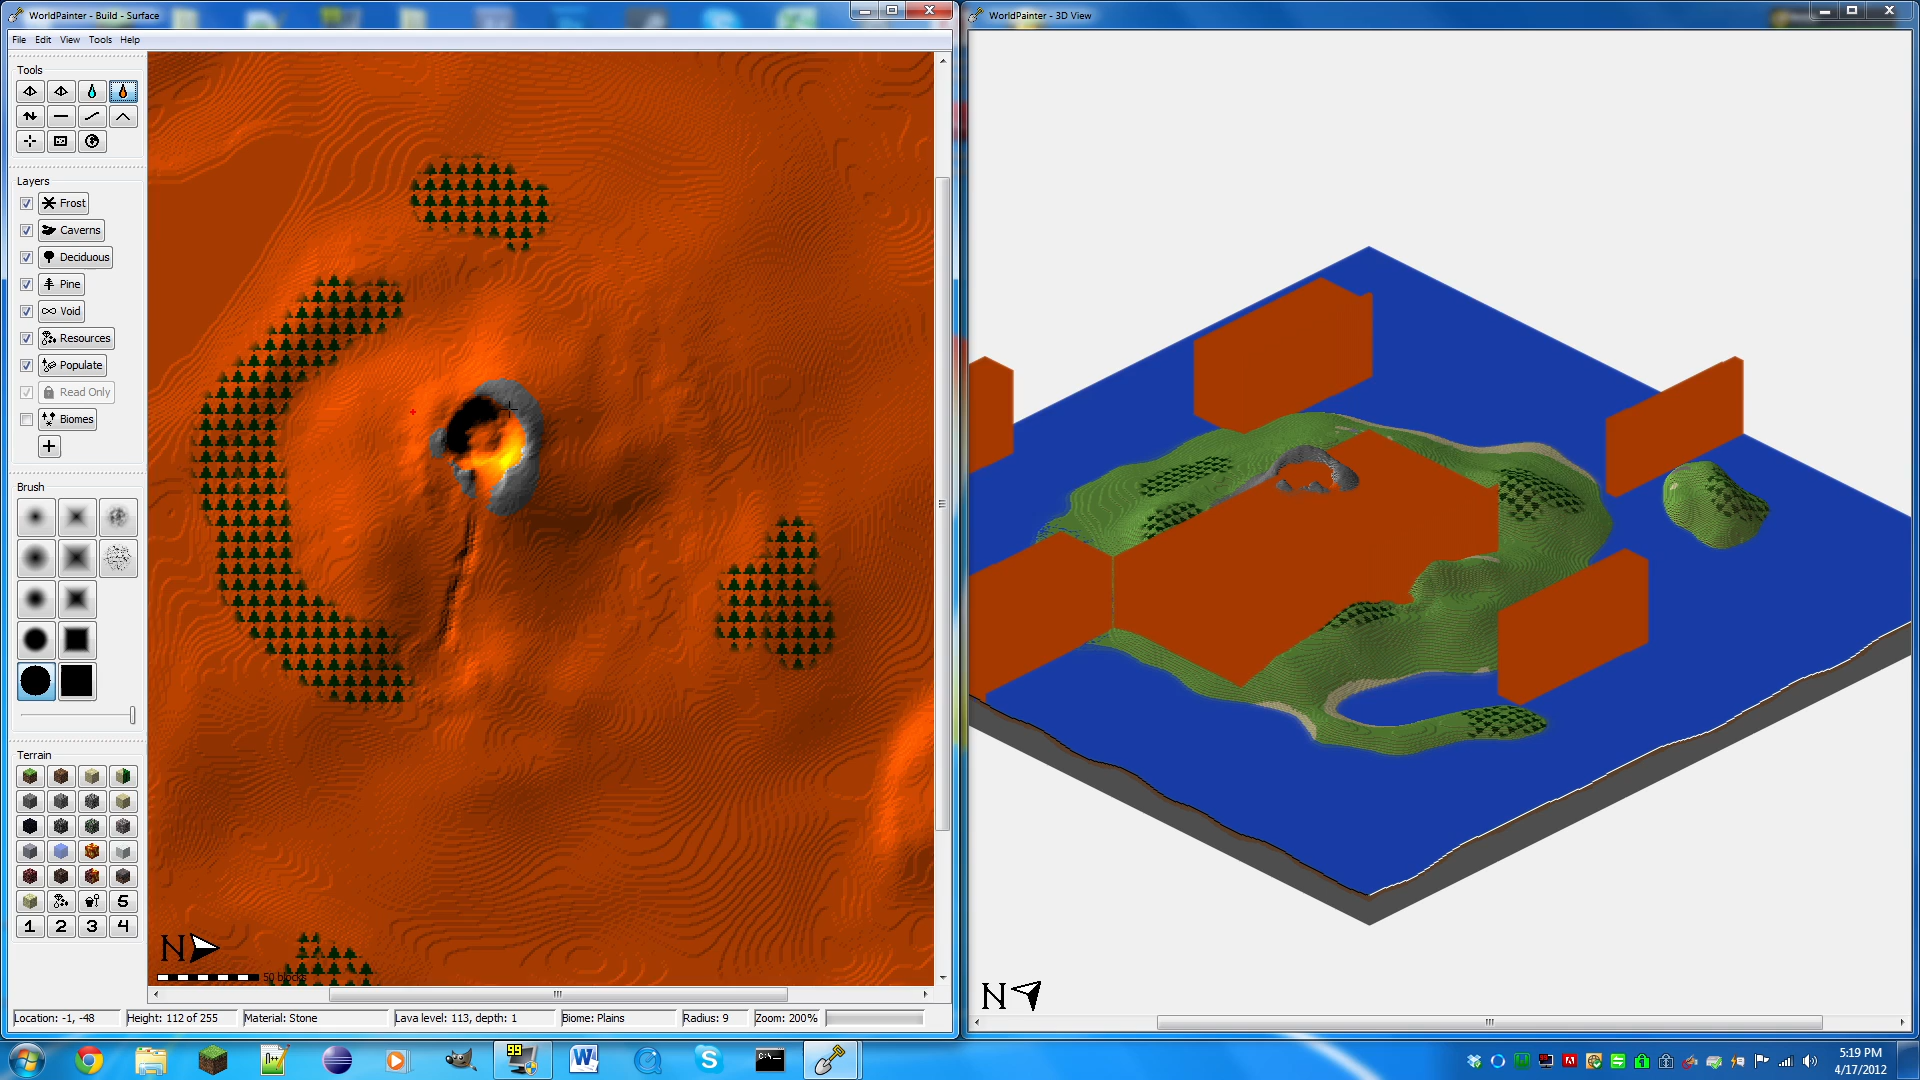 WorldPainter - Build - Surface
File Edit View Tools Help
Tools
Layers
Frost
Caverns
Deciduous
Pine
Void
Resources
Populate
Read Only
Biomes
Brush
Terrain
5
1 2 3 4
N
50 blocks
Location: -1, -48 Height: 112 of 255 Material: Stone Lava level: 113, depth: 1 Biome: Plains Radius: 9 Zoom: 200%
WorldPainter - 3D View
N
99
5:19 PM
4/17/2012